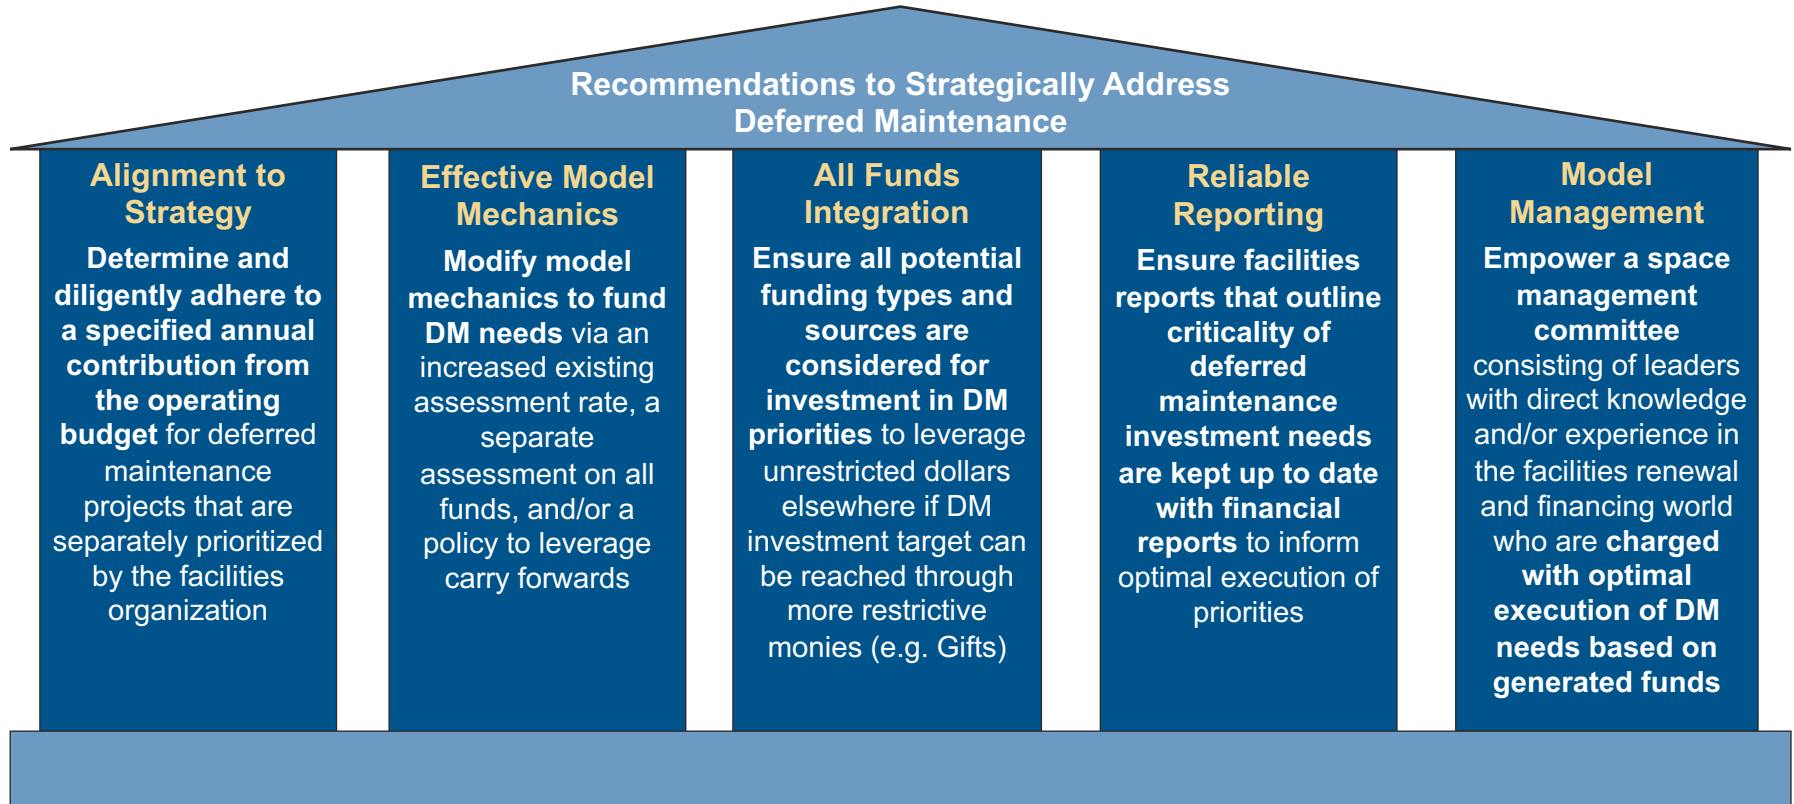 Recommendations to Strategically Address
Deferred Maintenance
Alignment to
Strategy
Determine and
diligently adhere to
a specified annual
contribution from
the operating
budget for deferred
maintenance
projects that are
separately prioritized
by the facilities
organization
Effective Model
Mechanics
Modify model
mechanics to fund
DM needs via an
increased existing
assessment rate, a
separate
assessment on all
funds, and/or a
policy to leverage
carry forwards
All Funds
Integration
Ensure all potential
funding types and
sources are
considered for
investment in DM
priorities to leverage
unrestricted dollars
elsewhere if DM
investment target can
be reached through
more restrictive
monies (e.g. Gifts)
Reliable
Reporting
Ensure facilities
reports that outline
criticality of
deferred
maintenance
investment needs
are kept up to date
with financial
reports to inform
optimal execution of
priorities
Model
Management
Empower a space
management
committee
consisting of leaders
with direct knowledge
and/or experience in
the facilities renewal
and financing world
who are charged
with optimal
execution of DM
needs based on
generated funds